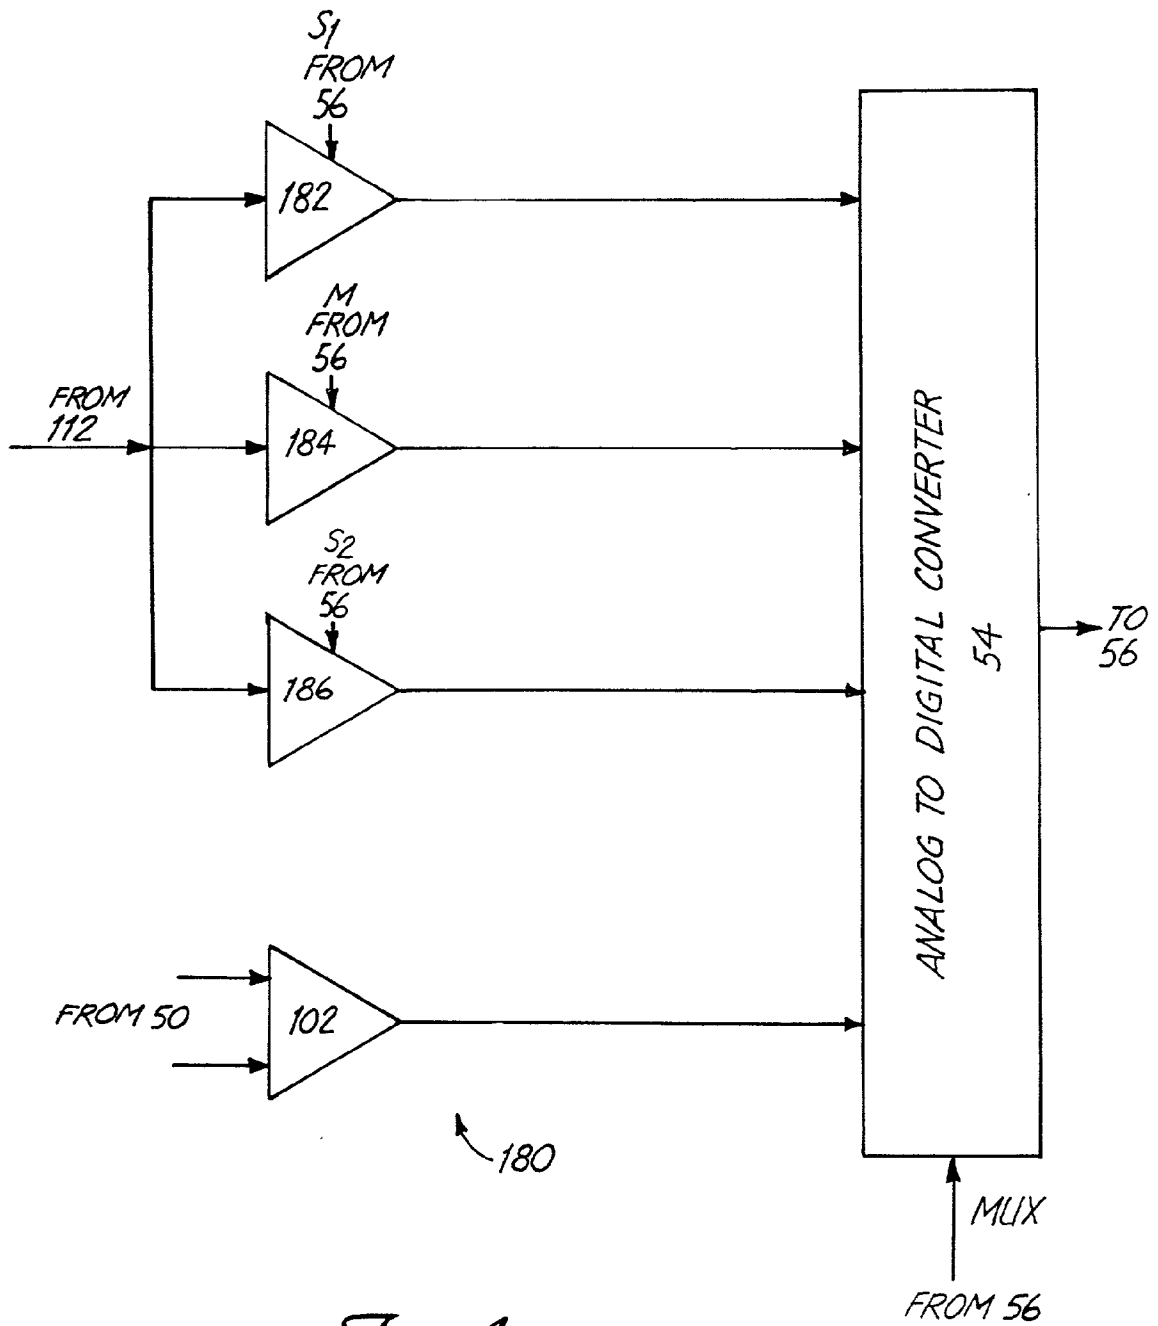 S1
FROM
56
182
M
FROM
56
FROM
112
184
S2
FROM
56
186
ANALOG TO DIGITAL CONVERTER
54
TO
56
FROM 50
102
180
MUX
FROM 56